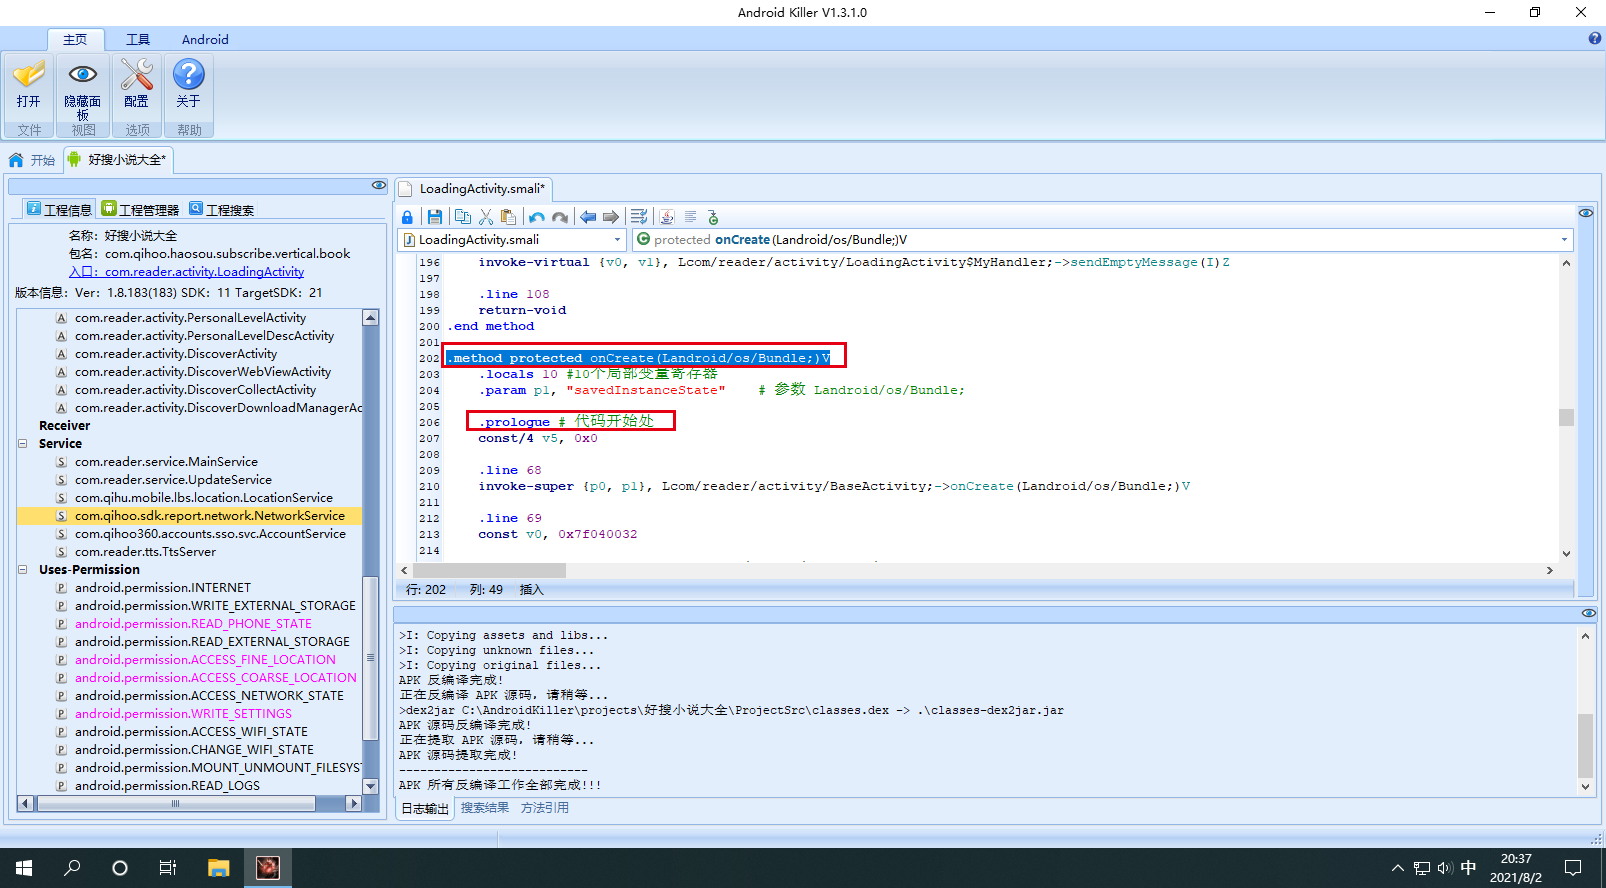 Android Killer V1.3.1.0
主页 工具 Android
打开 隐藏面板 配置 关于
文件 视图 选项 帮助
开始 好搜小说大全*
工程信息 工程管理器 工程搜索
名称: 好搜小说大全
包名: com.qihoo.haosou.subscribe.vertical.book
入口: com.reader.activity.LoadingActivity
版本信息: Ver: 1.8.183(183) SDK: 11 TargetSDK: 21
A com.reader.activity.PersonalLevelActivity
A com.reader.activity.PersonalLevelDescActivity
A com.reader.activity.DiscoverActivity
A com.reader.activity.DiscoverWebViewActivity
A com.reader.activity.DiscoverCollectActivity
A com.reader.activity.DiscoverDownloadManagerAc
Receiver
Service
S com.reader.service.MainService
S com.reader.service.UpdateService
S com.qihu.mobile.lbs.location.LocationService
S com.qihoo.sdk.report.network.NetworkService
S com.qihoo360.accounts.sso.svc.AccountService
S com.reader.tts.TtsServer
Uses-Permission
P android.permission.INTERNET
P android.permission.WRITE_EXTERNAL_STORAGE
P android.permission.READ_PHONE_STATE
P android.permission.READ_EXTERNAL_STORAGE
P android.permission.ACCESS_FINE_LOCATION
P android.permission.ACCESS_COARSE_LOCATION
P android.permission.ACCESS_NETWORK_STATE
P android.permission.WRITE_SETTINGS
P android.permission.ACCESS_WIFI_STATE
P android.permission.CHANGE_WIFI_STATE
P android.permission.MOUNT_UNMOUNT_FILESYST
P android.permission.READ_LOGS
LoadingActivity.smali*
LoadingActivity.smali
protected onCreate(Landroid/os/Bundle;)V
196 invoke-virtual {v0, v1}, Lcom/reader/activity/LoadingActivity$MyHandler;->sendEmptyMessage(I)Z
197
198 .line 108
199 return-void
200 .end method
201
202 .method protected onCreate(Landroid/os/Bundle;)V
203 .locals 10 #10个局部变量寄存器
204 .param p1, "savedInstanceState" # 参数 Landroid/os/Bundle;
205
206 .prologue # 代码开始处
207 const/4 v5, 0x0
208
209 .line 68
210 invoke-super {p0, p1}, Lcom/reader/activity/BaseActivity;->onCreate(Landroid/os/Bundle;)V
211
212 .line 69
213 const v0, 0x7f040032
214
行: 202 列: 49 插入
>I: Copying assets and libs...
>I: Copying unknown files...
>I: Copying original files...
APK 反编译完成!
正在反编译 APK 源码, 请稍等...
>dex2jar C:\AndroidKiller\projects\好搜小说大全\ProjectSrc\classes.dex -> .\classes-dex2jar.jar
APK 源码反编译完成!
正在提取 APK 源码, 请稍等...
APK 源码提取完成!
---------------------------
APK 所有反编译工作全部完成!!!
日志输出 搜索结果 方法引用
中
20:37
2021/8/2